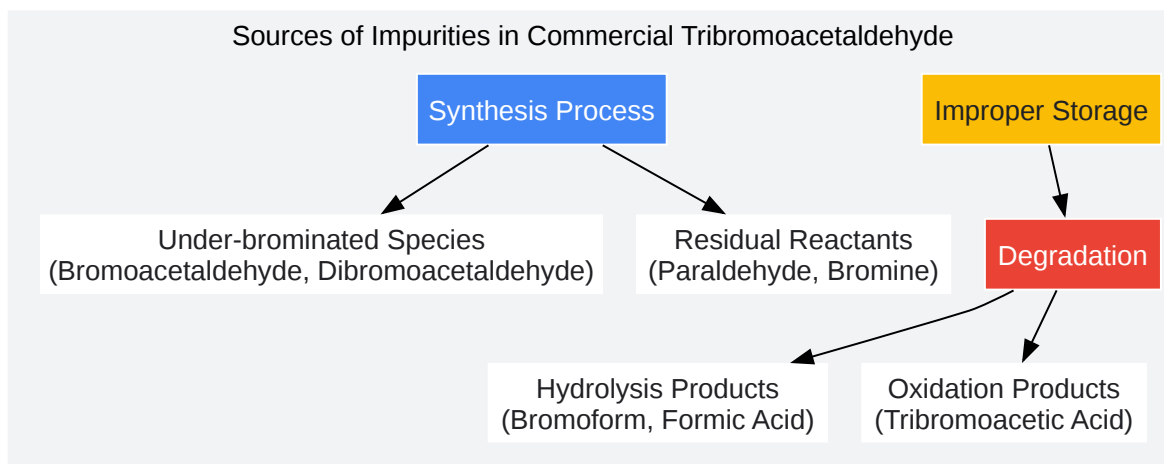 Sources of Impurities in Commercial Tribromoacetaldehyde
Synthesis Process
Improper Storage
Under-brominated Species
(Bromoacetaldehyde, Dibromoacetaldehyde)
Residual Reactants
(Paraldehyde, Bromine)
Degradation
Hydrolysis Products
(Bromoform, Formic Acid)
Oxidation Products
(Tribromoacetic Acid)